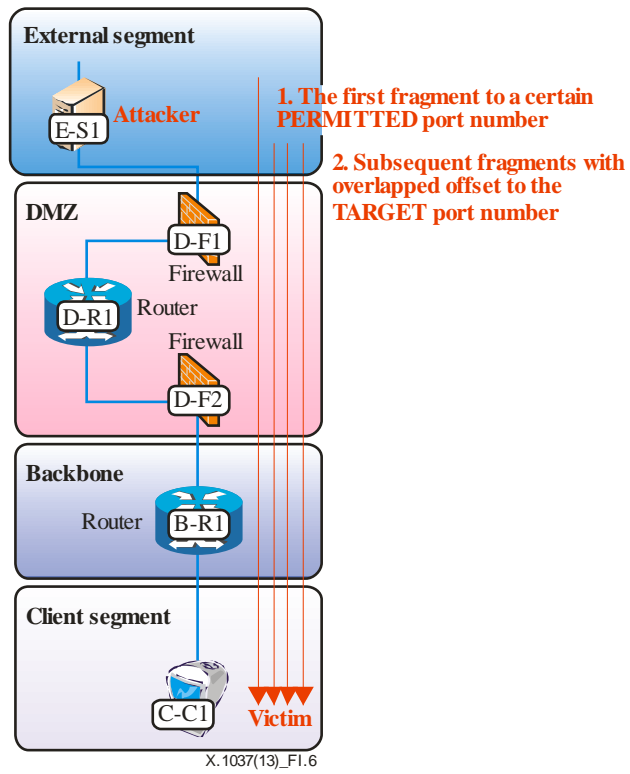 External segment
E-S1
Attacker
1. The first fragment to a certain
PERMITTED port number
2. Subsequent fragments with
overlapped offset to the
TARGET port number
DMZ
D-F1
Firewall
D-R1
Router
Firewall
D-F2
Backbone
Router
B-R1
Client segment
C-C1
Victim
X.1037(13)_FI.6